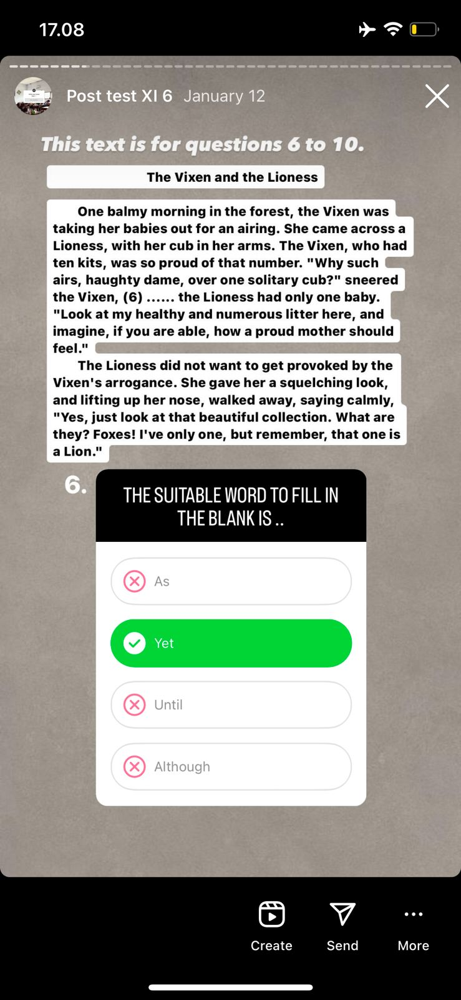 17.08
Post test XI 6 January 12
This text is for questions 6 to 10.
The Vixen and the Lioness
One balmy morning in the forest, the Vixen was
taking her babies out for an airing. She came across a
Lioness, with her cub in her arms. The Vixen, who had
ten kits, was so proud of that number. "Why such
airs, haughty dame, over one solitary cub?" sneered
the Vixen, (6) ...... the Lioness had only one baby.
"Look at my healthy and numerous litter here, and
imagine, if you are able, how a proud mother should
feel."
The Lioness did not want to get provoked by the
Vixen's arrogance. She gave her a squelching look,
and lifting up her nose, walked away, saying calmly,
"Yes, just look at that beautiful collection. What are
they? Foxes! I've only one, but remember, that one is
a Lion."
6.
THE SUITABLE WORD TO FILL IN
THE BLANK IS ..
As
Yet
Until
Although
Create Send More